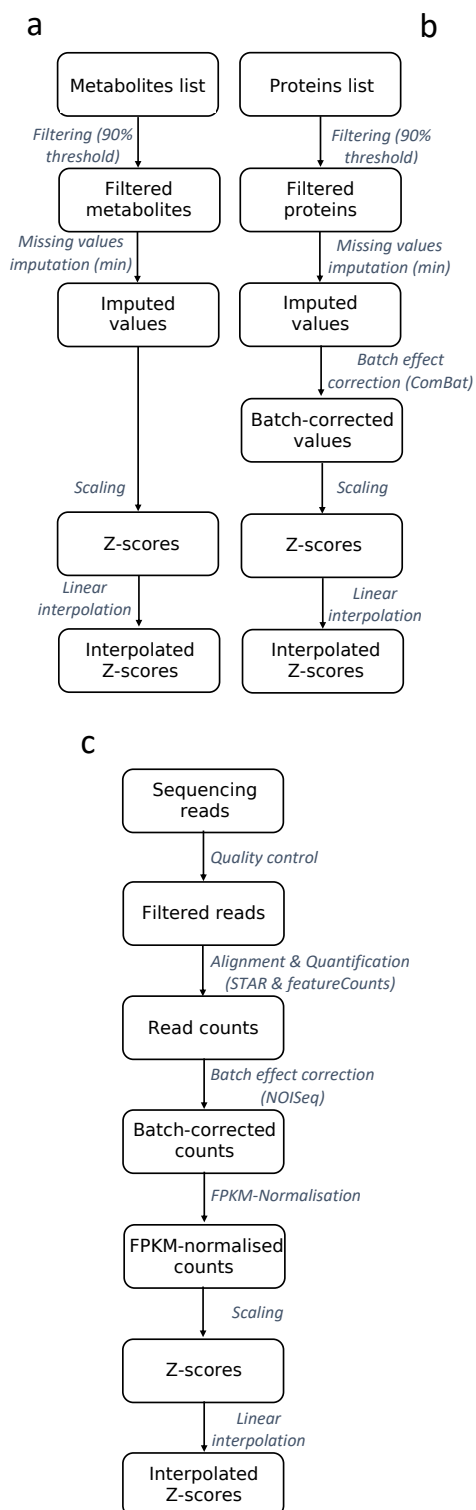 a
Metabolites list
Filtering (90%
threshold)
Filtered
metabolites
Missing values
imputation (min)
Imputed
values
Scaling
Z-scores
Linear
interpolation
Interpolated
Z-scores
b
Proteins list
Filtering (90%
threshold)
Filtered
proteins
Missing values
imputation (min)
Imputed
values
Batch effect
correction (ComBat)
Batch-corrected
values
Scaling
Z-scores
Linear
interpolation
Interpolated
Z-scores
c
Sequencing
reads
Quality control
Filtered reads
Alignment & Quantification
(STAR & featureCounts)
Read counts
Batch effect correction
(NOISeq)
Batch-corrected
counts
FPKM-Normalisation
FPKM-normalised
counts
Scaling
Z-scores
Linear
interpolation
Interpolated
Z-scores